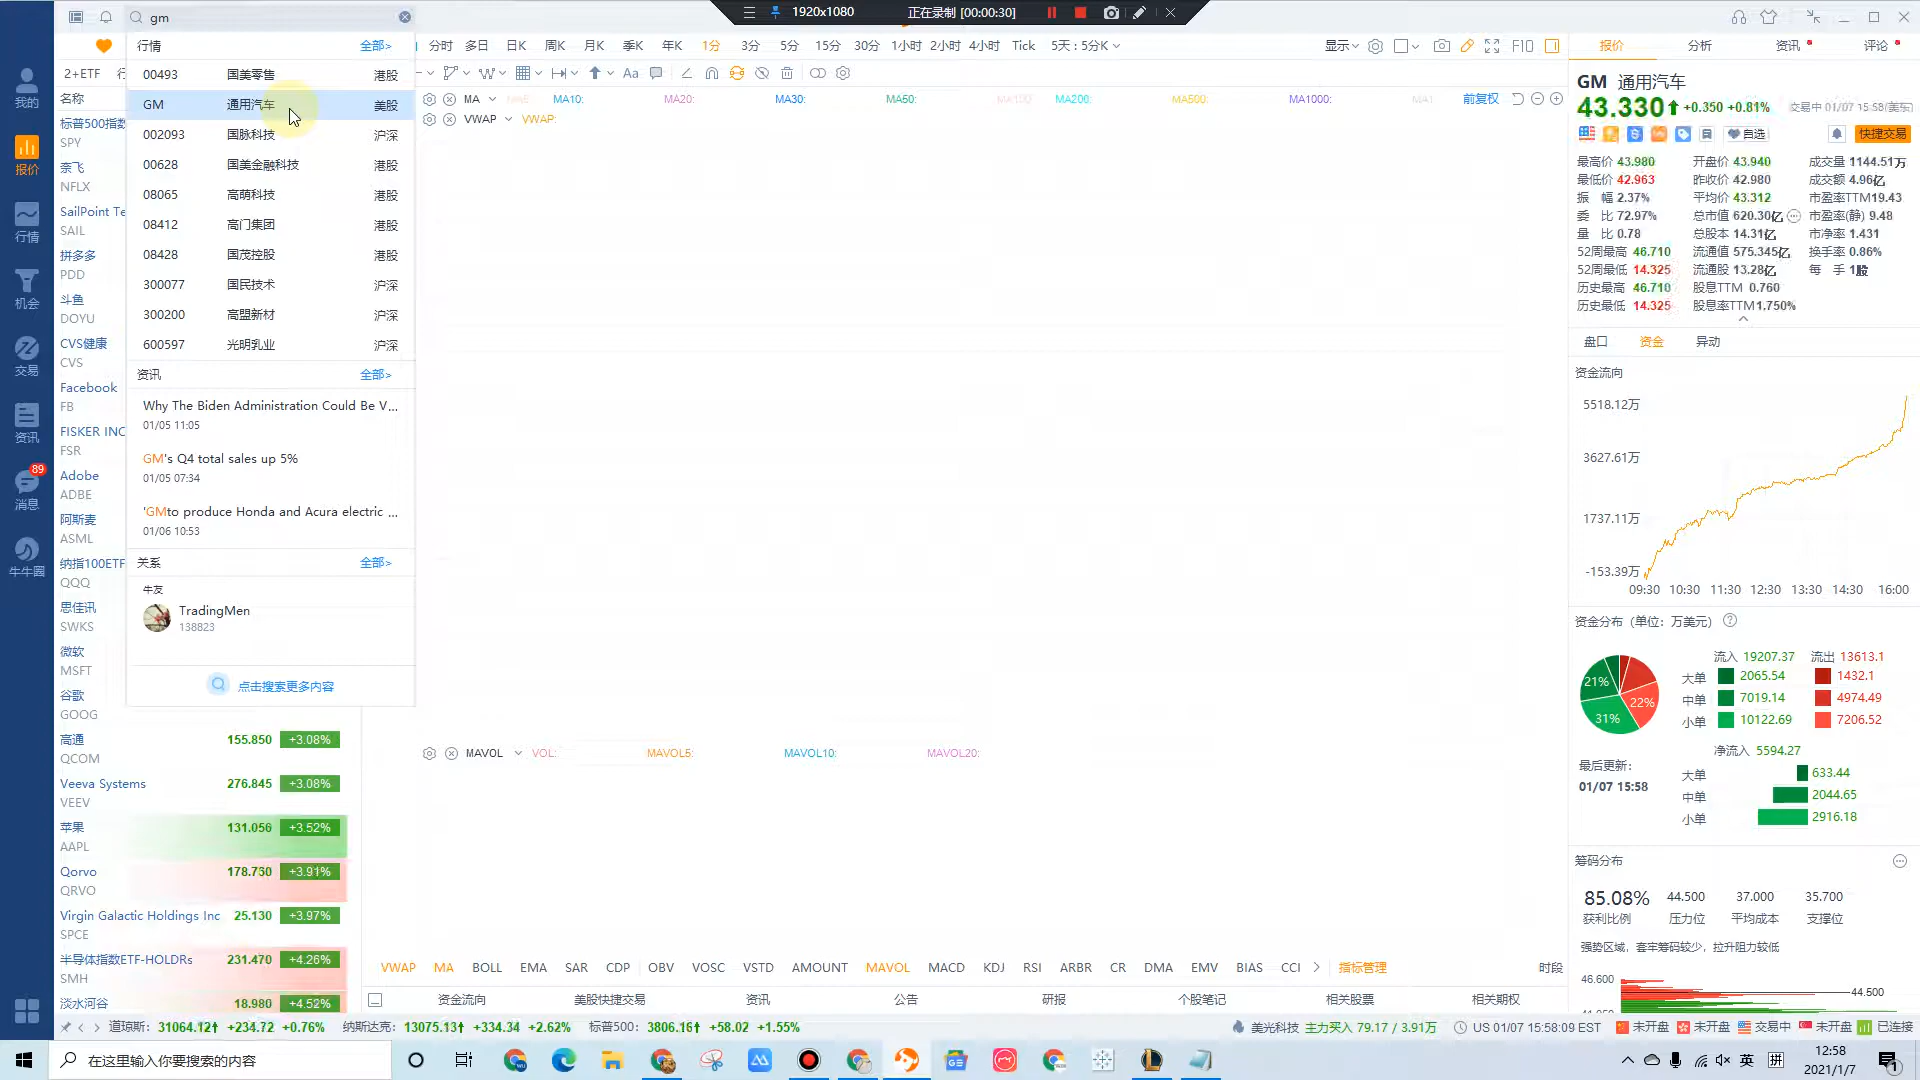 1920x1080
正在录制 [00:00:30]
gm
行情
全部>
00493 国美零售 港股
GM 通用汽车 美股
002093 国脉科技 沪深
00628 国美金融科技 港股
08065 高萌科技 港股
08412 高门集团 港股
08428 国茂控股 港股
300077 国民技术 沪深
300200 高盟新材 沪深
600597 光明乳业 沪深
资讯
全部>
Why The Biden Administration Could Be V...
01/05 11:05
GM's Q4 total sales up 5%
01/05 07:34
'GMto produce Honda and Acura electric ...
01/06 10:53
关系
全部>
牛友
TradingMen
138823
点击搜索更多内容
我的
报价
行情
机会
交易
资讯
89
消息
牛牛圈
2+ETF
名称
标普500指数
SPY
奈飞
NFLX
SailPoint Te
SAIL
拼多多
PDD
斗鱼
DOYU
CVS健康
CVS
Facebook
FB
FISKER INC
FSR
Adobe
ADBE
阿斯麦
ASML
纳指100ETF
QQQ
思佳讯
SWKS
微软
MSFT
谷歌
GOOG
高通 155.850 +3.08%
QCOM
Veeva Systems 276.845 +3.08%
VEEV
苹果 131.056 +3.52%
AAPL
Qorvo 178.730 +3.91%
QRVO
Virgin Galactic Holdings Inc 25.130 +3.97%
SPCE
半导体指数ETF-HOLDRs 231.470 +4.26%
SMH
淡水河谷 18.980 +4.52%
分时 多日 日K 周K 月K 季K 年K 1分 3分 5分 15分 30分 1小时 2小时 4小时 Tick 5天 : 5分K
显示
F10
Aa
MA MA5 MA10: MA20: MA30: MA50: MA100 MA200: MA500: MA1000: MA1
前复权
VWAP VWAP:
MAVOL VOL: MAVOL5: MAVOL10: MAVOL20:
VWAP MA BOLL EMA SAR CDP OBV VOSC VSTD AMOUNT MAVOL MACD KDJ RSI ARBR CR DMA EMV BIAS CCI 指标管理 时段
资金流向 美股快捷交易 资讯 公告 研报 个股笔记 相关股票 相关期权
报价 分析 资讯 评论
GM 通用汽车
43.330 +0.350 +0.81% 交易中 01/07 15:58(美东)
自选
快捷交易
最高价 43.980 开盘价 43.940 成交量 1144.51万
最低价 42.963 昨收价 42.980 成交额 4.96亿
振 幅 2.37% 平均价 43.312 市盈率TTM19.43
委 比 72.97% 总市值 620.30亿 市盈率(静) 9.48
量 比 0.78 总股本 14.31亿 市净率 1.431
52周最高 46.710 流通值 575.345亿 换手率 0.86%
52周最低 14.325 流通股 13.28亿 每 手 1股
历史最高 46.710 股息TTM 0.760
历史最低 14.325 股息率TTM1.750%
盘口 资金 异动
资金流向
5518.12万
3627.61万
1737.11万
-153.39万
09:30 10:30 11:30 12:30 13:30 14:30 16:00
资金分布 (单位: 万美元)
流入 19207.37 流出 13613.1
大单 2065.54 1432.1
中单 7019.14 4974.49
小单 10122.69 7206.52
21%
22%
31%
净流入 5594.27
最后更新:
01/07 15:58
大单 633.44
中单 2044.65
小单 2916.18
筹码分布
85.08% 44.500 37.000 35.700
获利比例 压力位 平均成本 支撑位
强势区域，套牢筹码较少，拉升阻力较低
46.600
44.500
道琼斯: 31064.12 +234.72 +0.76% 纳斯达克: 13075.13 +334.34 +2.62% 标普500: 3806.16 +58.02 +1.55%
美光科技 主力买入 79.17 / 3.91万
US 01/07 15:58:09 EST
未开盘 未开盘 交易中 未开盘 已连接
在这里输入你要搜索的内容
英
拼
12:58
2021/1/7
1